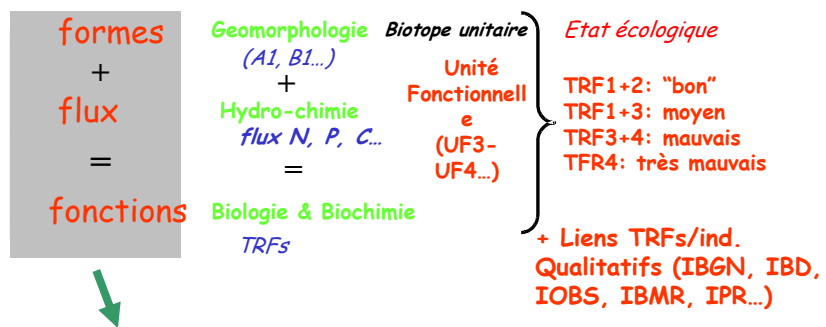 formes
+
flux
=
fonctions
Geomorphologie
(A1, B1...)
+
Hydro-chimie
flux N, P, C...
=
Biologie & Biochimie
TRFs
Biotope unitaire
Unité
Fonctionnell
e
(UF3-
UF4...)
Etat écologique
TRF1+2: “bon”
TRF1+3: moyen
TRF3+4: mauvais
TFR4: très mauvais
+ Liens TRFs/ind.
Qualitatifs (IBGN, IBD,
IOBS, IBMR, IPR...)